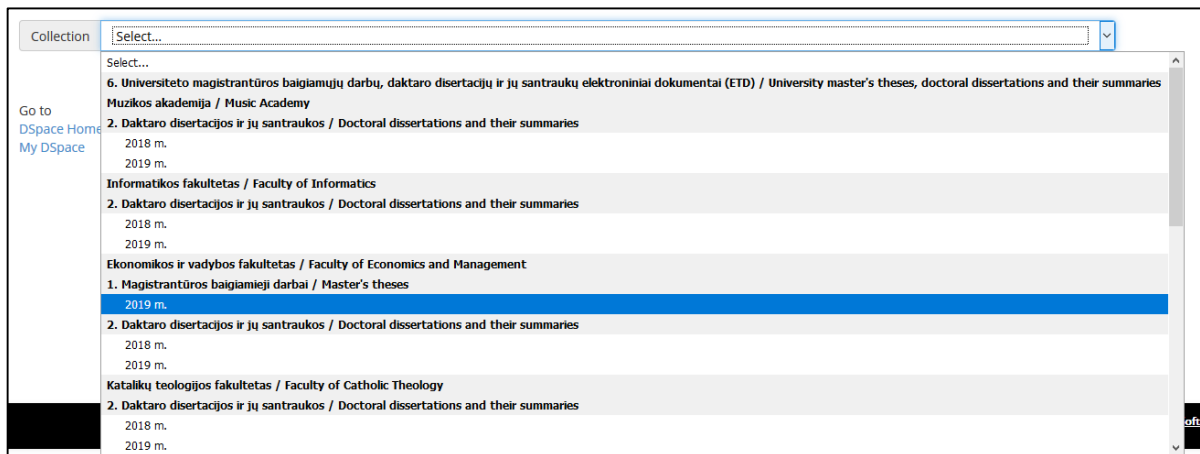 Collection
Select...
Select...
6. Universiteto magistrantūros baigiamųjų darbų, daktaro disertacijų ir jų santraukų elektroniniai dokumentai (ETD) / University master's theses, doctoral dissertations and their summaries
Muzikos akademija / Music Academy
2. Daktaro disertacijos ir jų santraukos / Doctoral dissertations and their summaries
2018 m.
2019 m.
Informatikos fakultetas / Faculty of Informatics
2. Daktaro disertacijos ir jų santraukos / Doctoral dissertations and their summaries
2018 m.
2019 m.
Ekonomikos ir vadybos fakultetas / Faculty of Economics and Management
1. Magistrantūros baigiamieji darbai / Master's theses
2019 m.
2. Daktaro disertacijos ir jų santraukos / Doctoral dissertations and their summaries
2018 m.
2019 m.
Katalikų teologijos fakultetas / Faculty of Catholic Theology
2. Daktaro disertacijos ir jų santraukos / Doctoral dissertations and their summaries
2018 m.
2019 m.
Go to
DSpace Home
My DSpace
oft